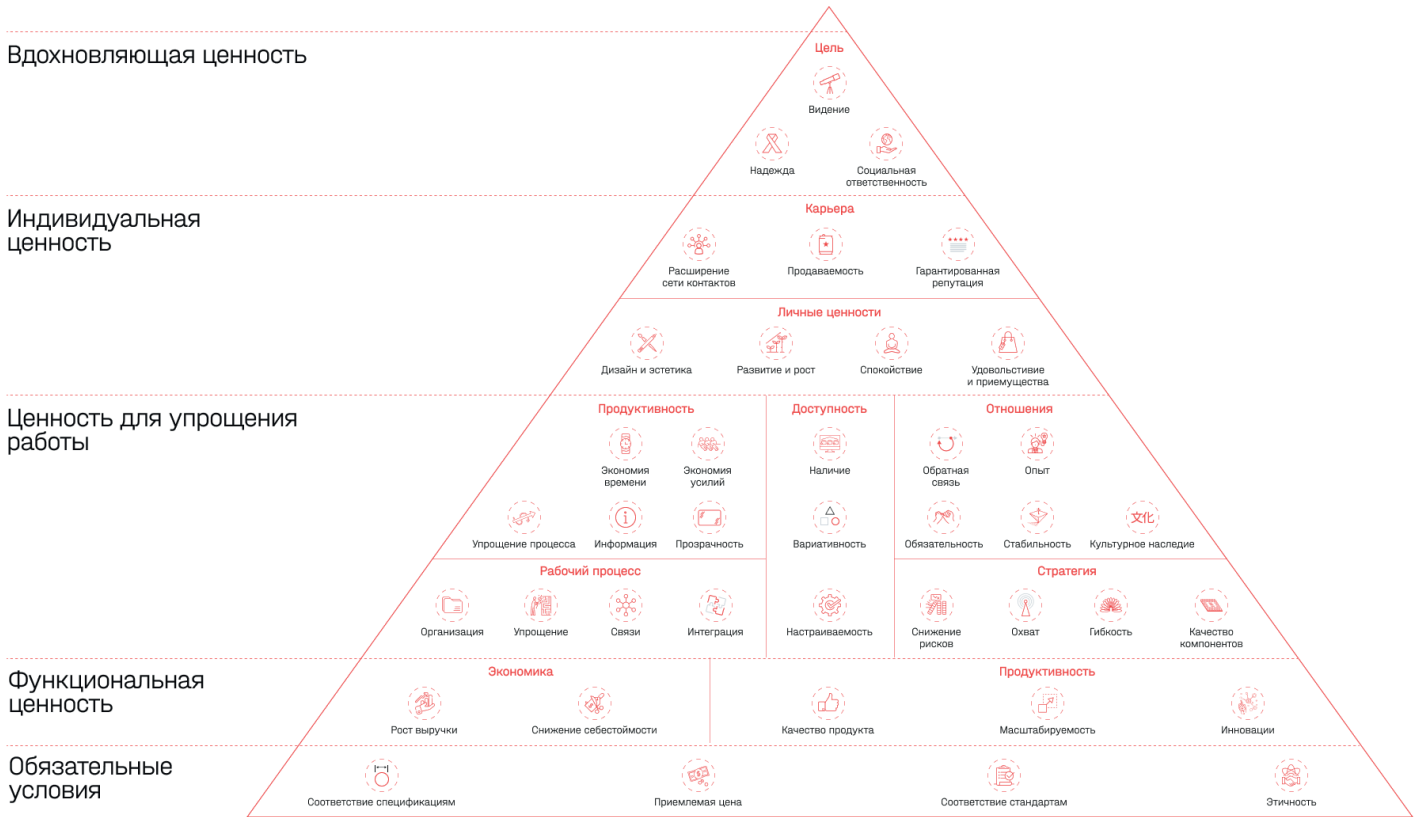 Вдохновляющая ценность
Цель
Видение
Надежда
Социальная
ответственность
Индивидуальная
ценность
Карьера
Расширение
сети контактов
Продаваемость
Гарантированная
репутация
Личные ценности
Дизайн и эстетика
Развитие и рост
Спокойствие
Удовольстивие
и приемущества
Ценность для упрощения
работы
Продуктивность
Экономия
времени
Экономия
усилий
Упрощение процесса
Информация
Прозрачность
Рабочий процесс
Организация
Упрощение
Связи
Интеграция
Доступность
Наличие
Вариативность
Настраиваемость
Отношения
Обратная
связь
Опыт
Обязательность
Стабильность
文化
Культурное наследие
Стратегия
Снижение
рисков
Охват
Гибкость
Качество
компонентов
Функциональная
ценность
Экономика
Рост выручки
Снижение себестоймости
Продуктивность
Качество продукта
Масштабируемость
Инновации
Обязательные
условия
Соответствие спецификациям
Приемлемая цена
Соответствие стандартам
Этичность